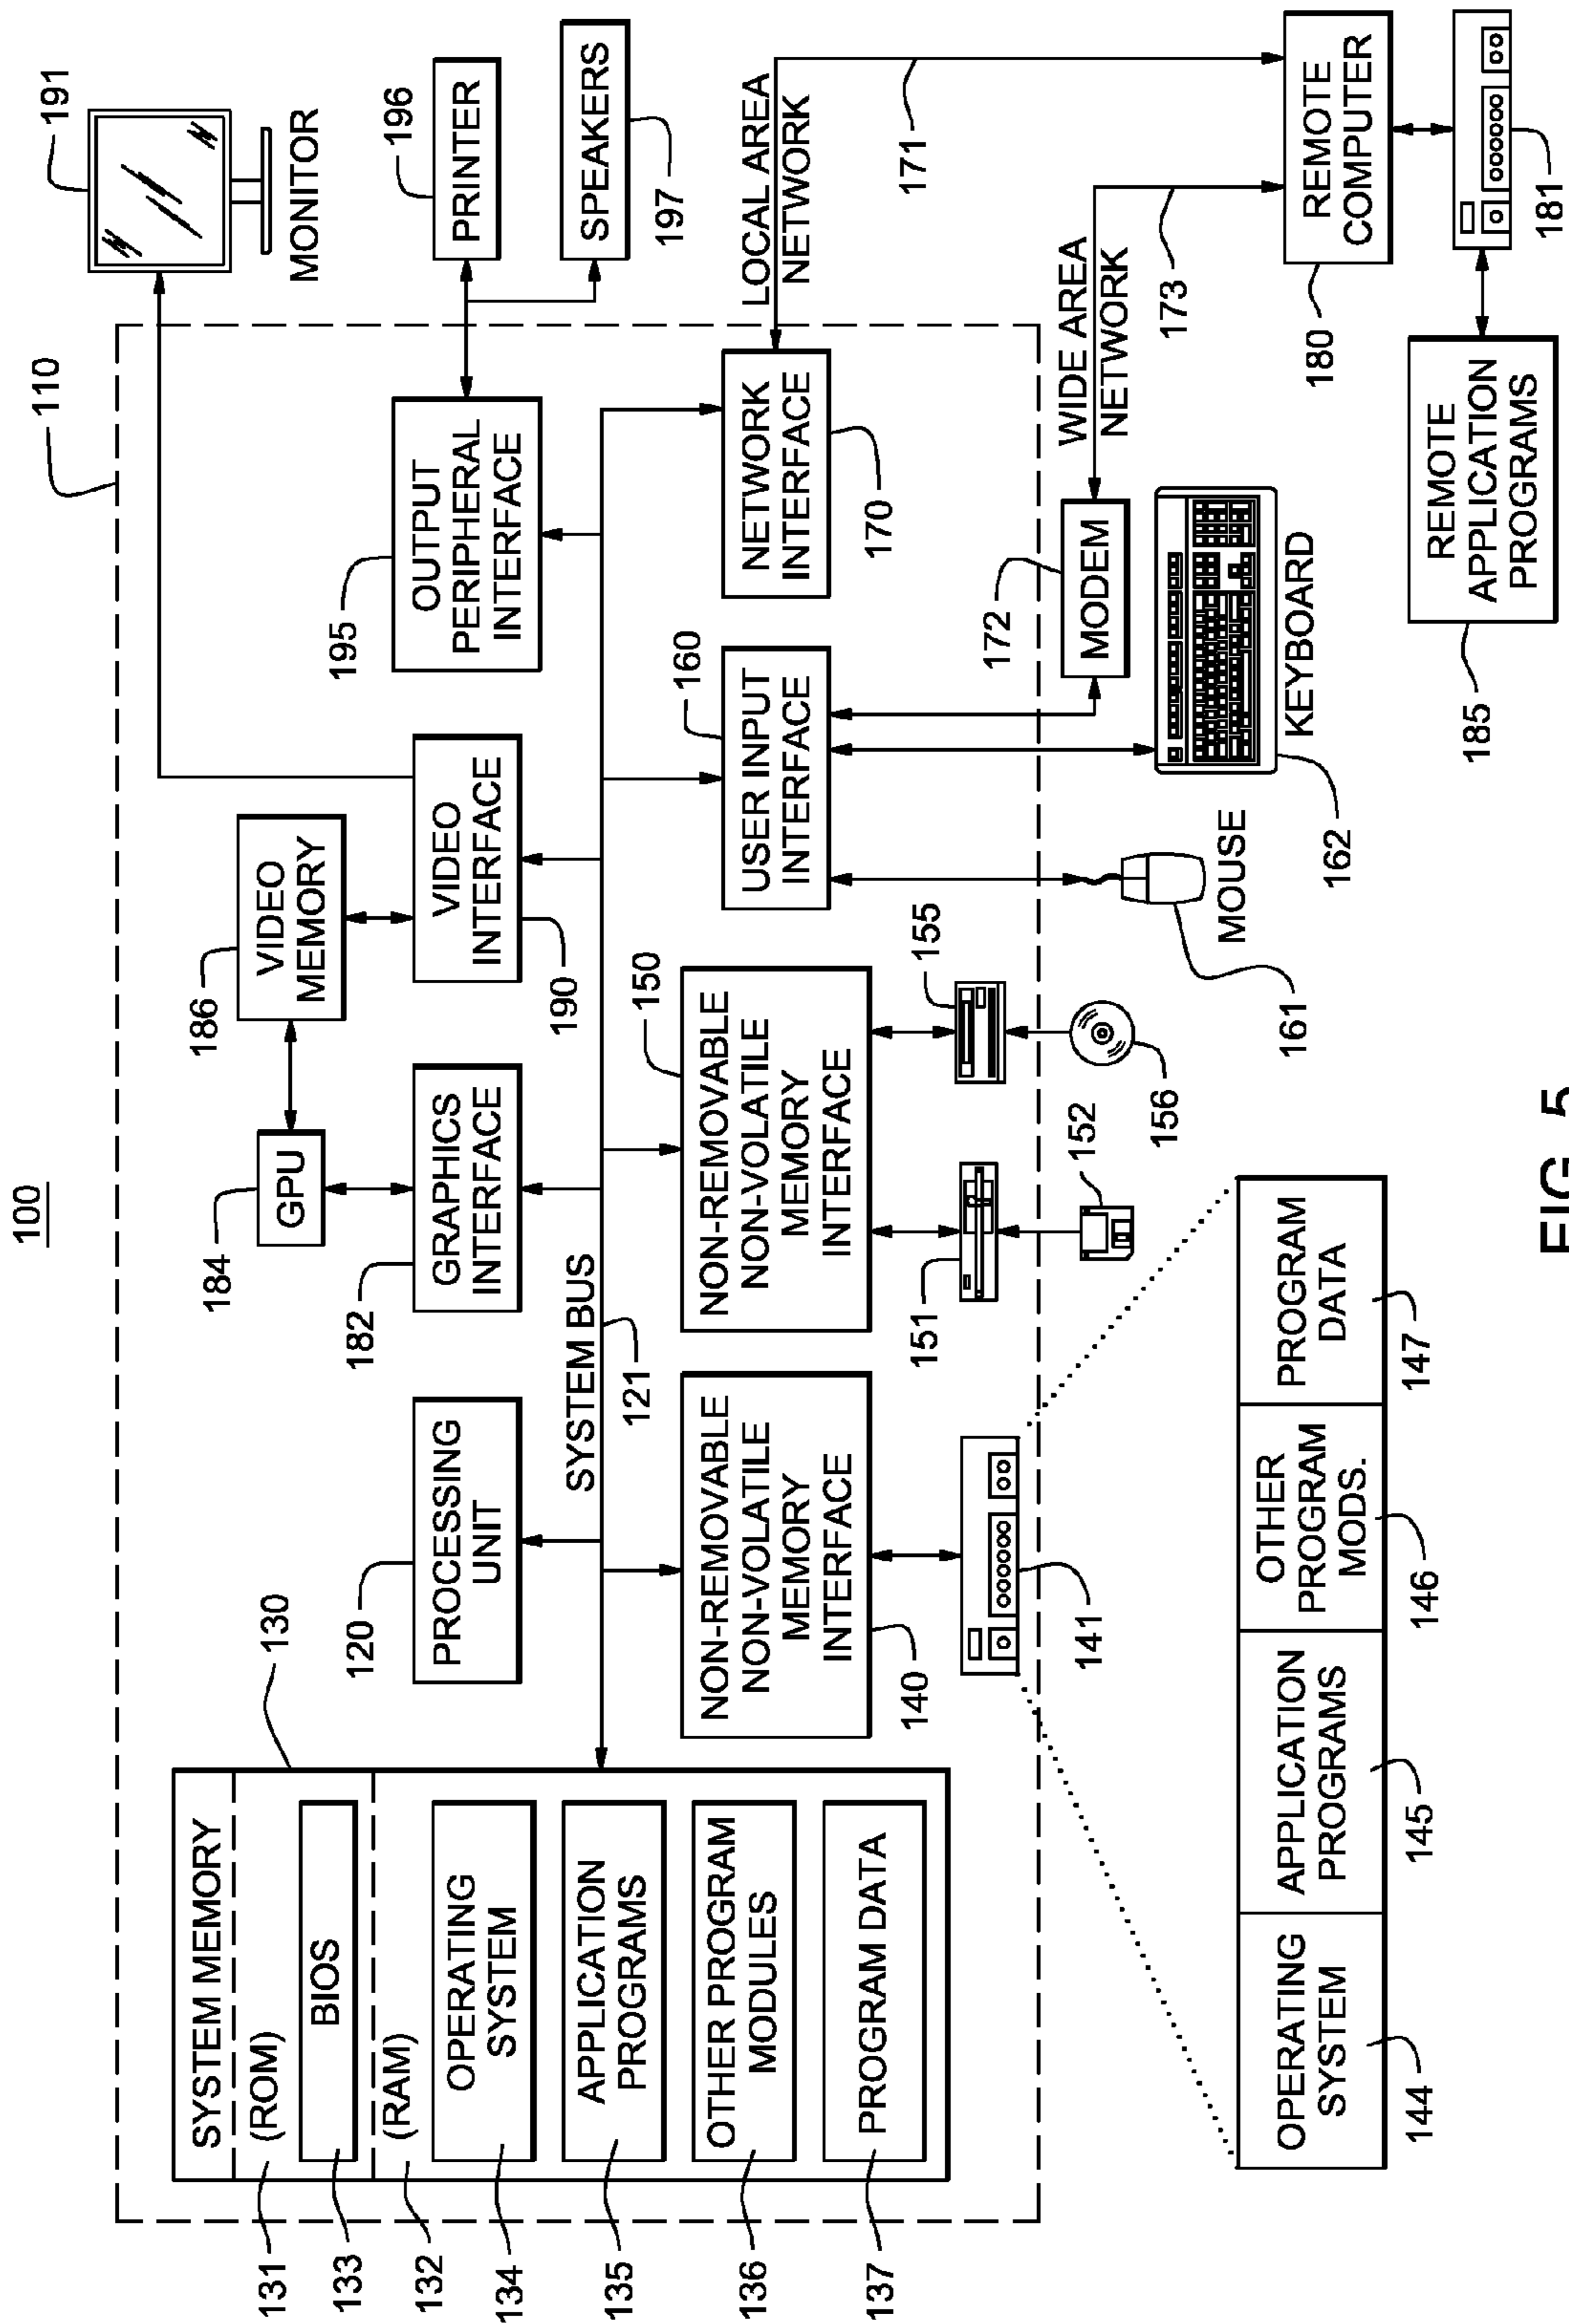 100
110
191
MONITOR
SYSTEM MEMORY
(ROM)
131
BIOS
133
(RAM)
132
OPERATING
SYSTEM
134
APPLICATION
PROGRAMS
135
OTHER PROGRAM
MODULES
136
PROGRAM DATA
137
130
120
PROCESSING
UNIT
182
GRAPHICS
INTERFACE
184
GPU
186
VIDEO
MEMORY
VIDEO
INTERFACE
190
195
OUTPUT
PERIPHERAL
INTERFACE
196
PRINTER
SPEAKERS
197
SYSTEM BUS
121
NON-REMOVABLE
NON-VOLATILE
MEMORY
INTERFACE
140
150
NON-REMOVABLE
NON-VOLATILE
MEMORY
INTERFACE
160
USER INPUT
INTERFACE
NETWORK
INTERFACE
170
LOCAL AREA
NETWORK
171
141
151
152
155
156
161
MOUSE
162
KEYBOARD
172
MODEM
WIDE AREA
NETWORK
173
180
REMOTE
COMPUTER
181
185
REMOTE
APPLICATION
PROGRAMS
OPERATING
SYSTEM
144
APPLICATION
PROGRAMS
145
OTHER
PROGRAM
MODS.
146
PROGRAM
DATA
147
FIG. 5